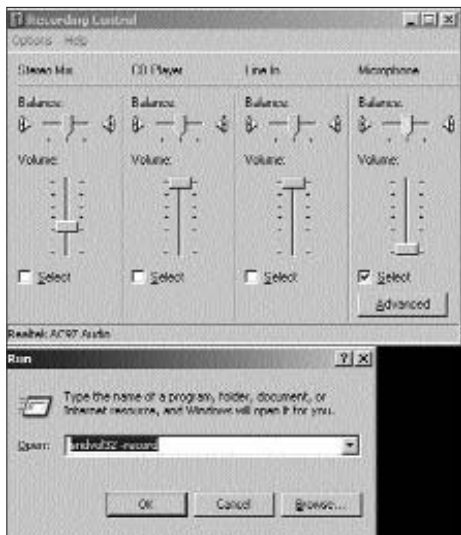 Recording Control
Options Help
Stereo Mix CD Player Line In Microphone
Balance: Balance: Balance: Balance:
Volume: Volume: Volume: Volume:
Select Select Select Select
Advanced
Realtek AC97 Audio
Run
Type the name of a program, folder, document, or
Internet resource, and Windows will open it for you.
Open: sndvol32 -record
OK Cancel Browse...